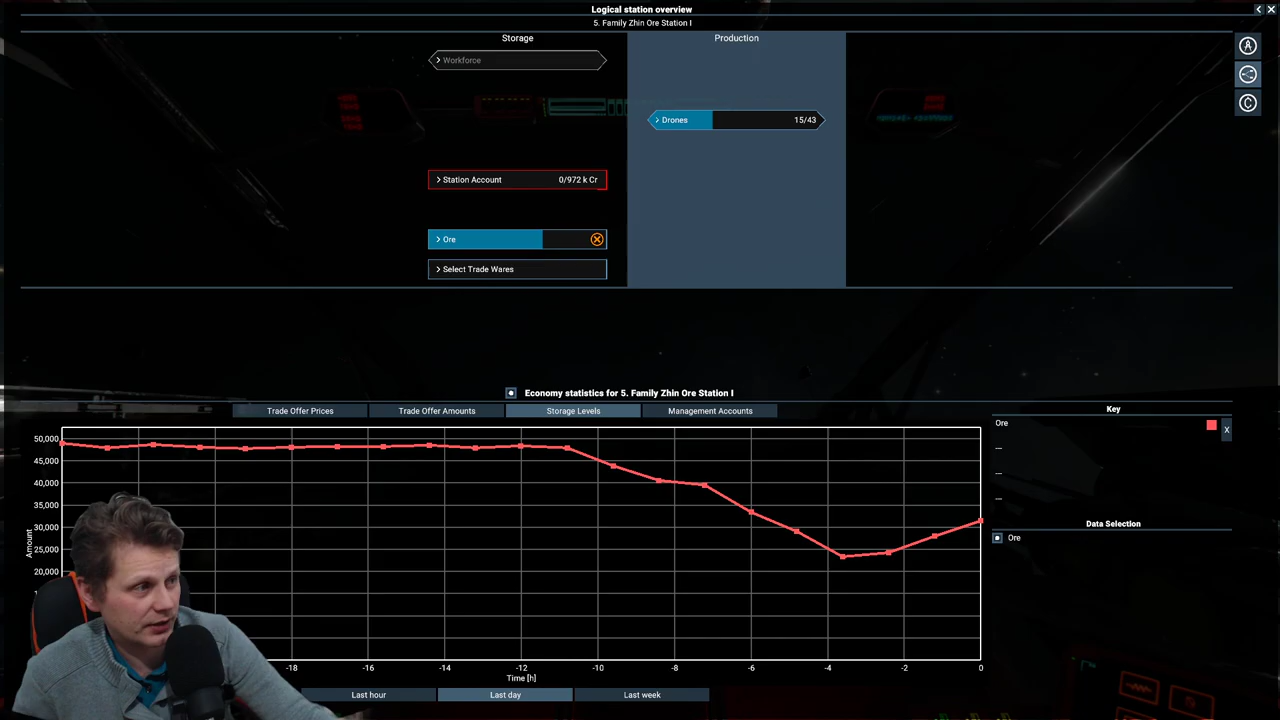 Logical station overview
5. Family Zhin Ore Station I
Storage
Production
Workforce
Drones 15/43
Station Account 0/972 k Cr
Ore
Select Trade Wares
Economy statistics for 5. Family Zhin Ore Station I
Trade Offer Prices Trade Offer Amounts Storage Levels Management Accounts
Key
Ore
X
—
—
—
Data Selection
Ore
50,000
45,000
40,000
35,000
30,000
25,000
20,000
Amount
-18 -16 -14 -12 -10 -8 -6 -4 -2 0
Time [h]
Last hour Last day Last week